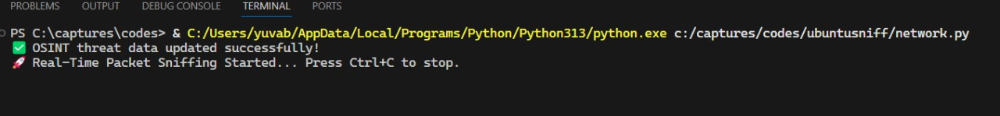 PROBLEMS OUTPUT DEBUG CONSOLE TERMINAL PORTS
PS C:\captures\codes> & C:/Users/yuvab/AppData/Local/Programs/Python/Python313/python.exe c:/captures/codes/ubuntusniff/network.py
✅ OSINT threat data updated successfully!
🚀 Real-Time Packet Sniffing Started... Press Ctrl+C to stop.